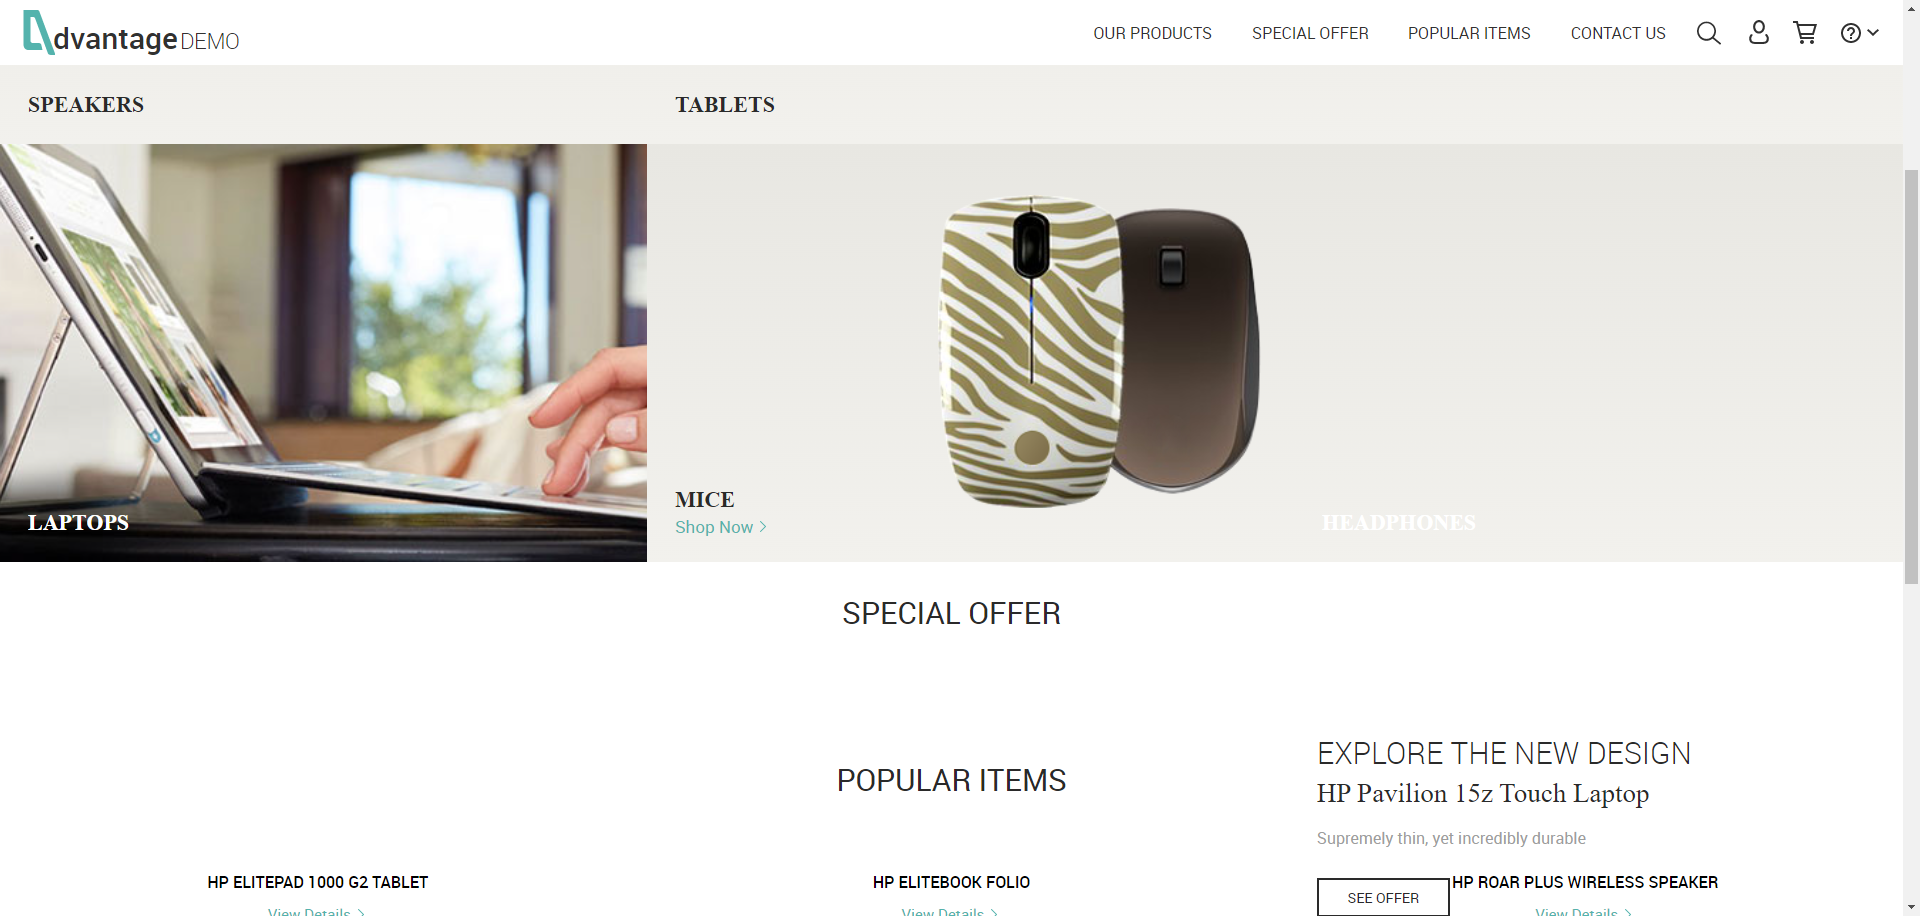 dvantage DEMO
OUR PRODUCTS
SPECIAL OFFER
POPULAR ITEMS
CONTACT US
SPEAKERS
TABLETS
LAPTOPS
MICE
Shop Now
HEADPHONES
SPECIAL OFFER
EXPLORE THE NEW DESIGN
HP Pavilion 15z Touch Laptop
Supremely thin, yet incredibly durable
SEE OFFER
POPULAR ITEMS
HP ELITEPAD 1000 G2 TABLET
View Details
HP ELITEBOOK FOLIO
View Details
HP ROAR PLUS WIRELESS SPEAKER
View Details